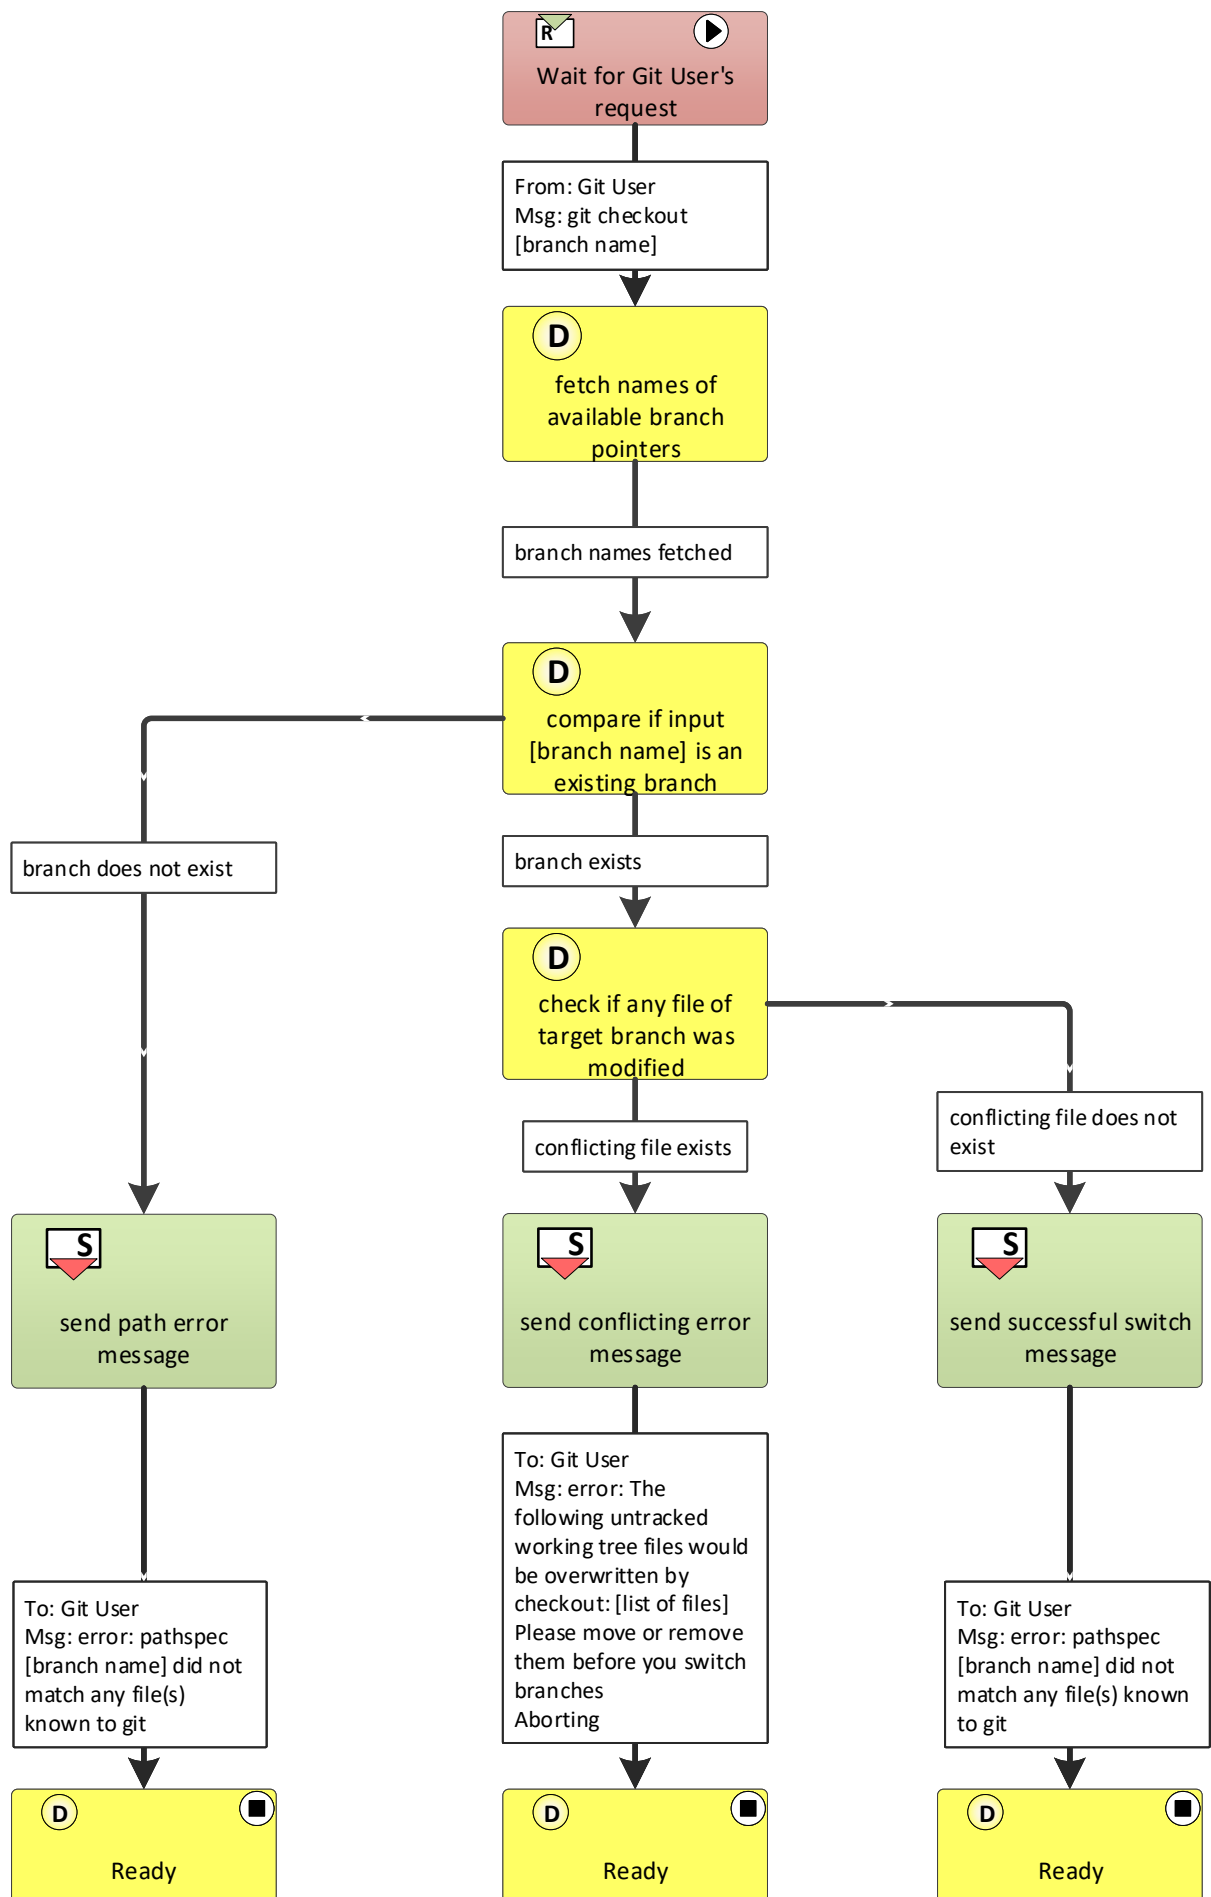 R
Wait for Git User's
request
From: Git User
Msg: git checkout
[branch name]
D
fetch names of
available branch
pointers
branch names fetched
D
compare if input
[branch name] is an
existing branch
branch does not exist
branch exists
D
check if any file of
target branch was
modified
conflicting file exists
conflicting file does not
exist
S
send path error
message
S
send conflicting error
message
S
send successful switch
message
To: Git User
Msg: error: pathspec
[branch name] did not
match any file(s)
known to git
To: Git User
Msg: error: The
following untracked
working tree files would
be overwritten by
checkout: [list of files]
Please move or remove
them before you switch
branches
Aborting
To: Git User
Msg: error: pathspec
[branch name] did not
match any file(s) known
to git
D
Ready
D
Ready
D
Ready